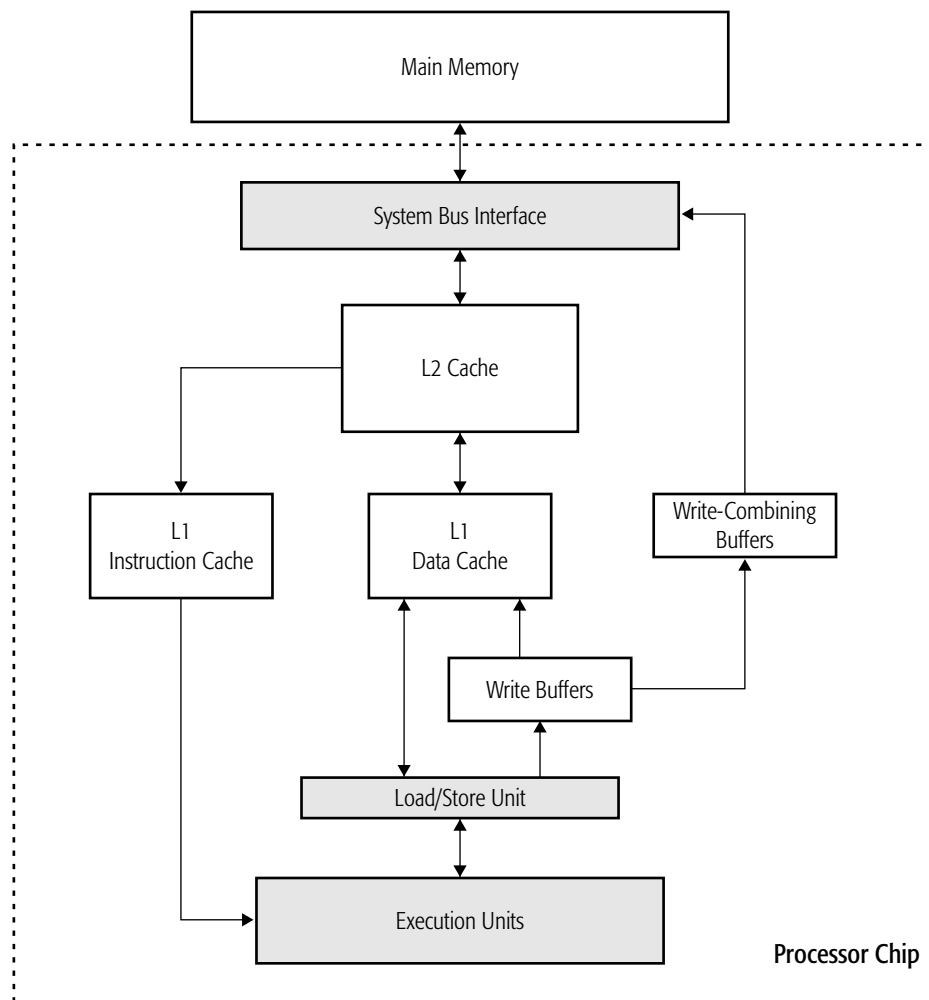 Main Memory
System Bus Interface
L2 Cache
L1
Instruction Cache
L1
Data Cache
Write-Combining
Buffers
Write Buffers
Load/Store Unit
Execution Units
Processor Chip